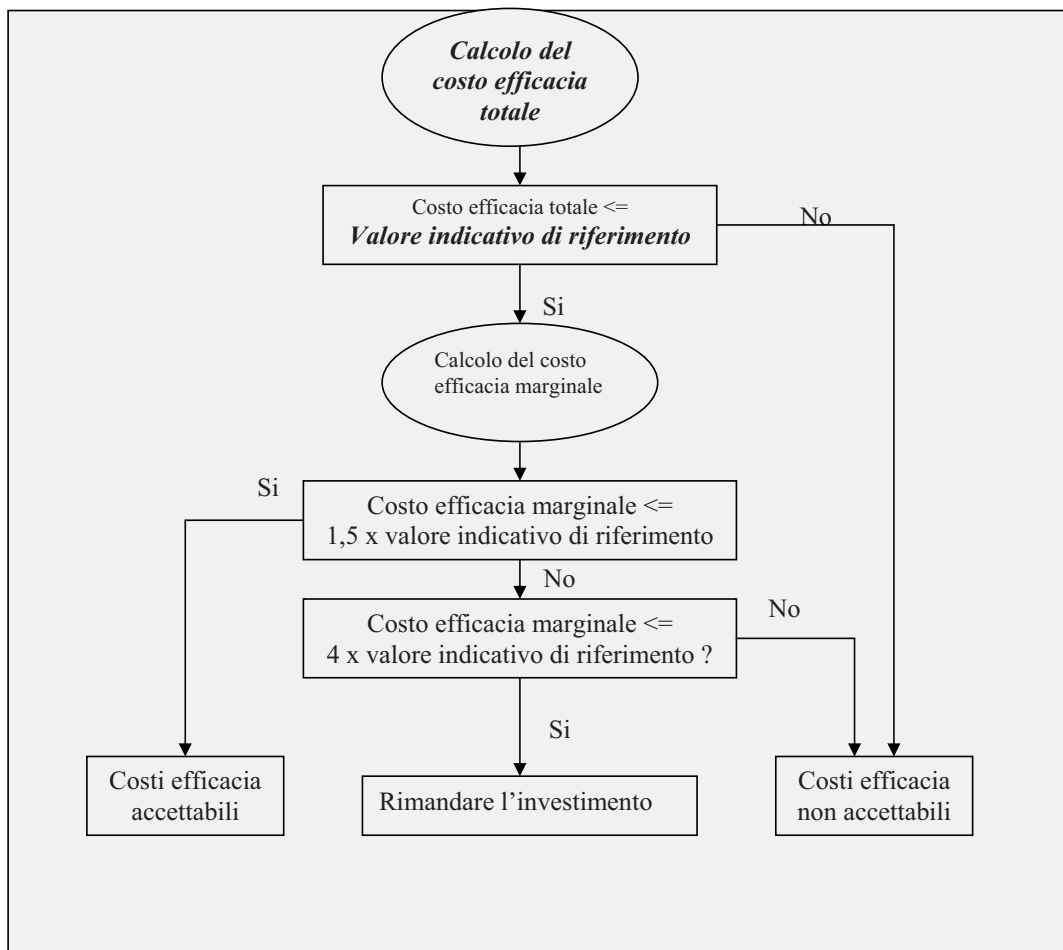 Calcolo del
costo efficacia
totale
Costo efficacia totale <=
Valore indicativo di riferimento
No
Si
Calcolo del costo
efficacia marginale
Si
Costo efficacia marginale <=
1,5 x valore indicativo di riferimento
No
Costo efficacia marginale <=
4 x valore indicativo di riferimento ?
No
Si
Costi efficacia
accettabili
Rimandare l’investimento
Costi efficacia
non accettabili